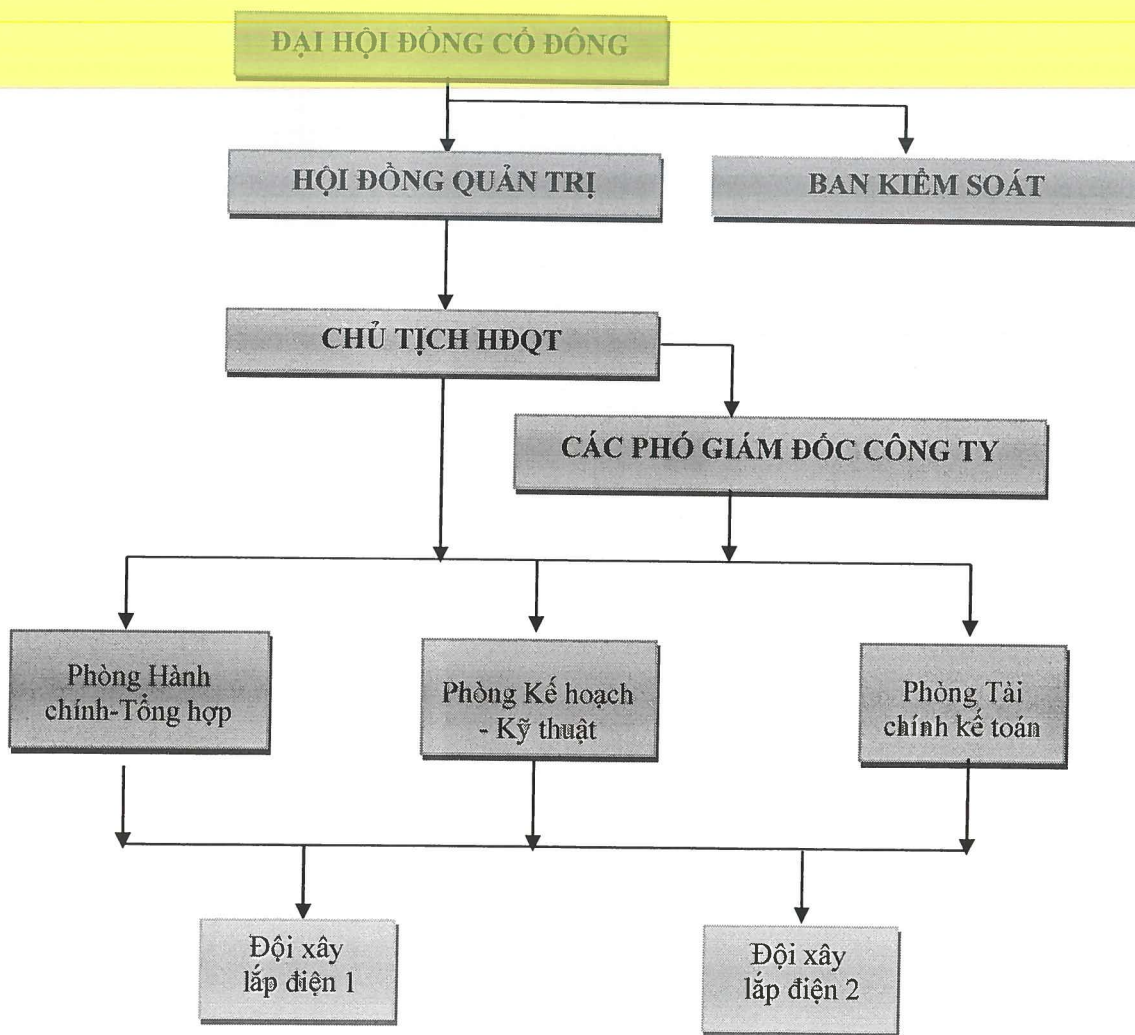 ĐẠI HỘI ĐỒNG CỔ ĐÔNG
HỘI ĐỒNG QUẢN TRỊ
BAN KIỂM SOÁT
CHỦ TỊCH HĐQT
CÁC PHÓ GIÁM ĐỐC CÔNG TY
Phòng Hành
chính-Tổng hợp
Phòng Kế hoạch
- Kỹ thuật
Phòng Tài
chính kế toán
Đội xây
lắp điện 1
Đội xây
lắp điện 2